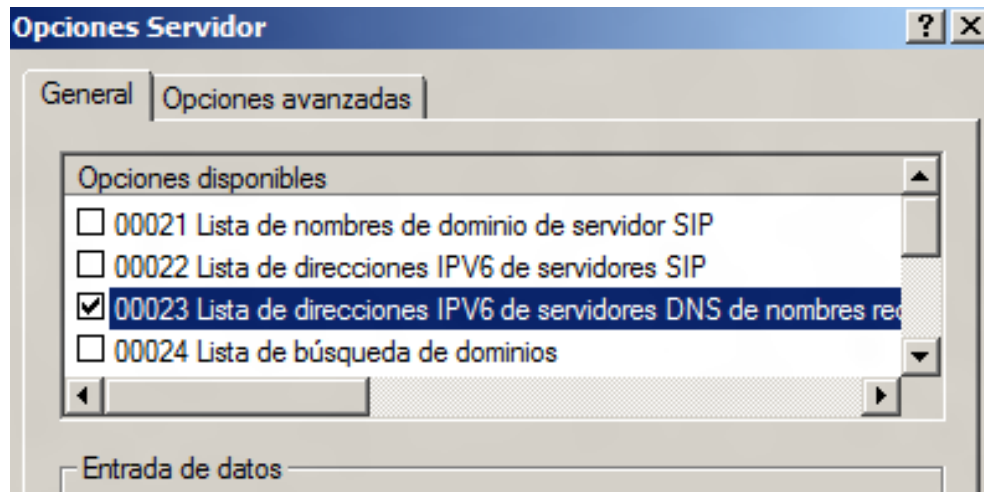 Opciones Servidor
General Opciones avanzadas
Opciones disponibles
00021 Lista de nombres de dominio de servidor SIP
00022 Lista de direcciones IPV6 de servidores SIP
00023 Lista de direcciones IPV6 de servidores DNS de nombres
00024 Lista de búsqueda de dominios
Entrada de datos